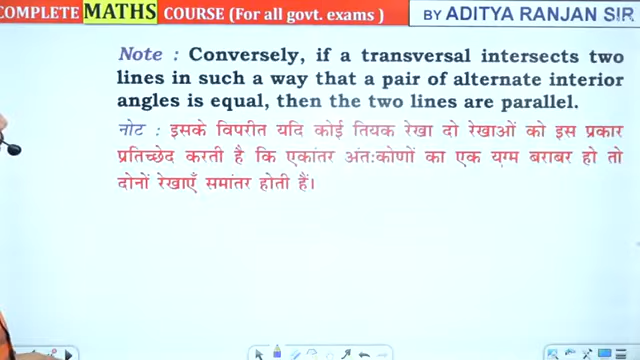 COMPLETE MATHS COURSE (For all govt. exams )
BY ADITYA RANJAN SIR
Note : Conversely, if a transversal intersects two
lines in such a way that a pair of alternate interior
angles is equal, then the two lines are parallel.
नोट : इसके विपरीत यदि कोई तियक रेखा दो रेखाओं को इस प्रकार
प्रतिच्छेद करती है कि एकांतर अंतःकोणों का एक युग्म बराबर हो तो
दोनों रेखाएँ समांतर होती हैं।